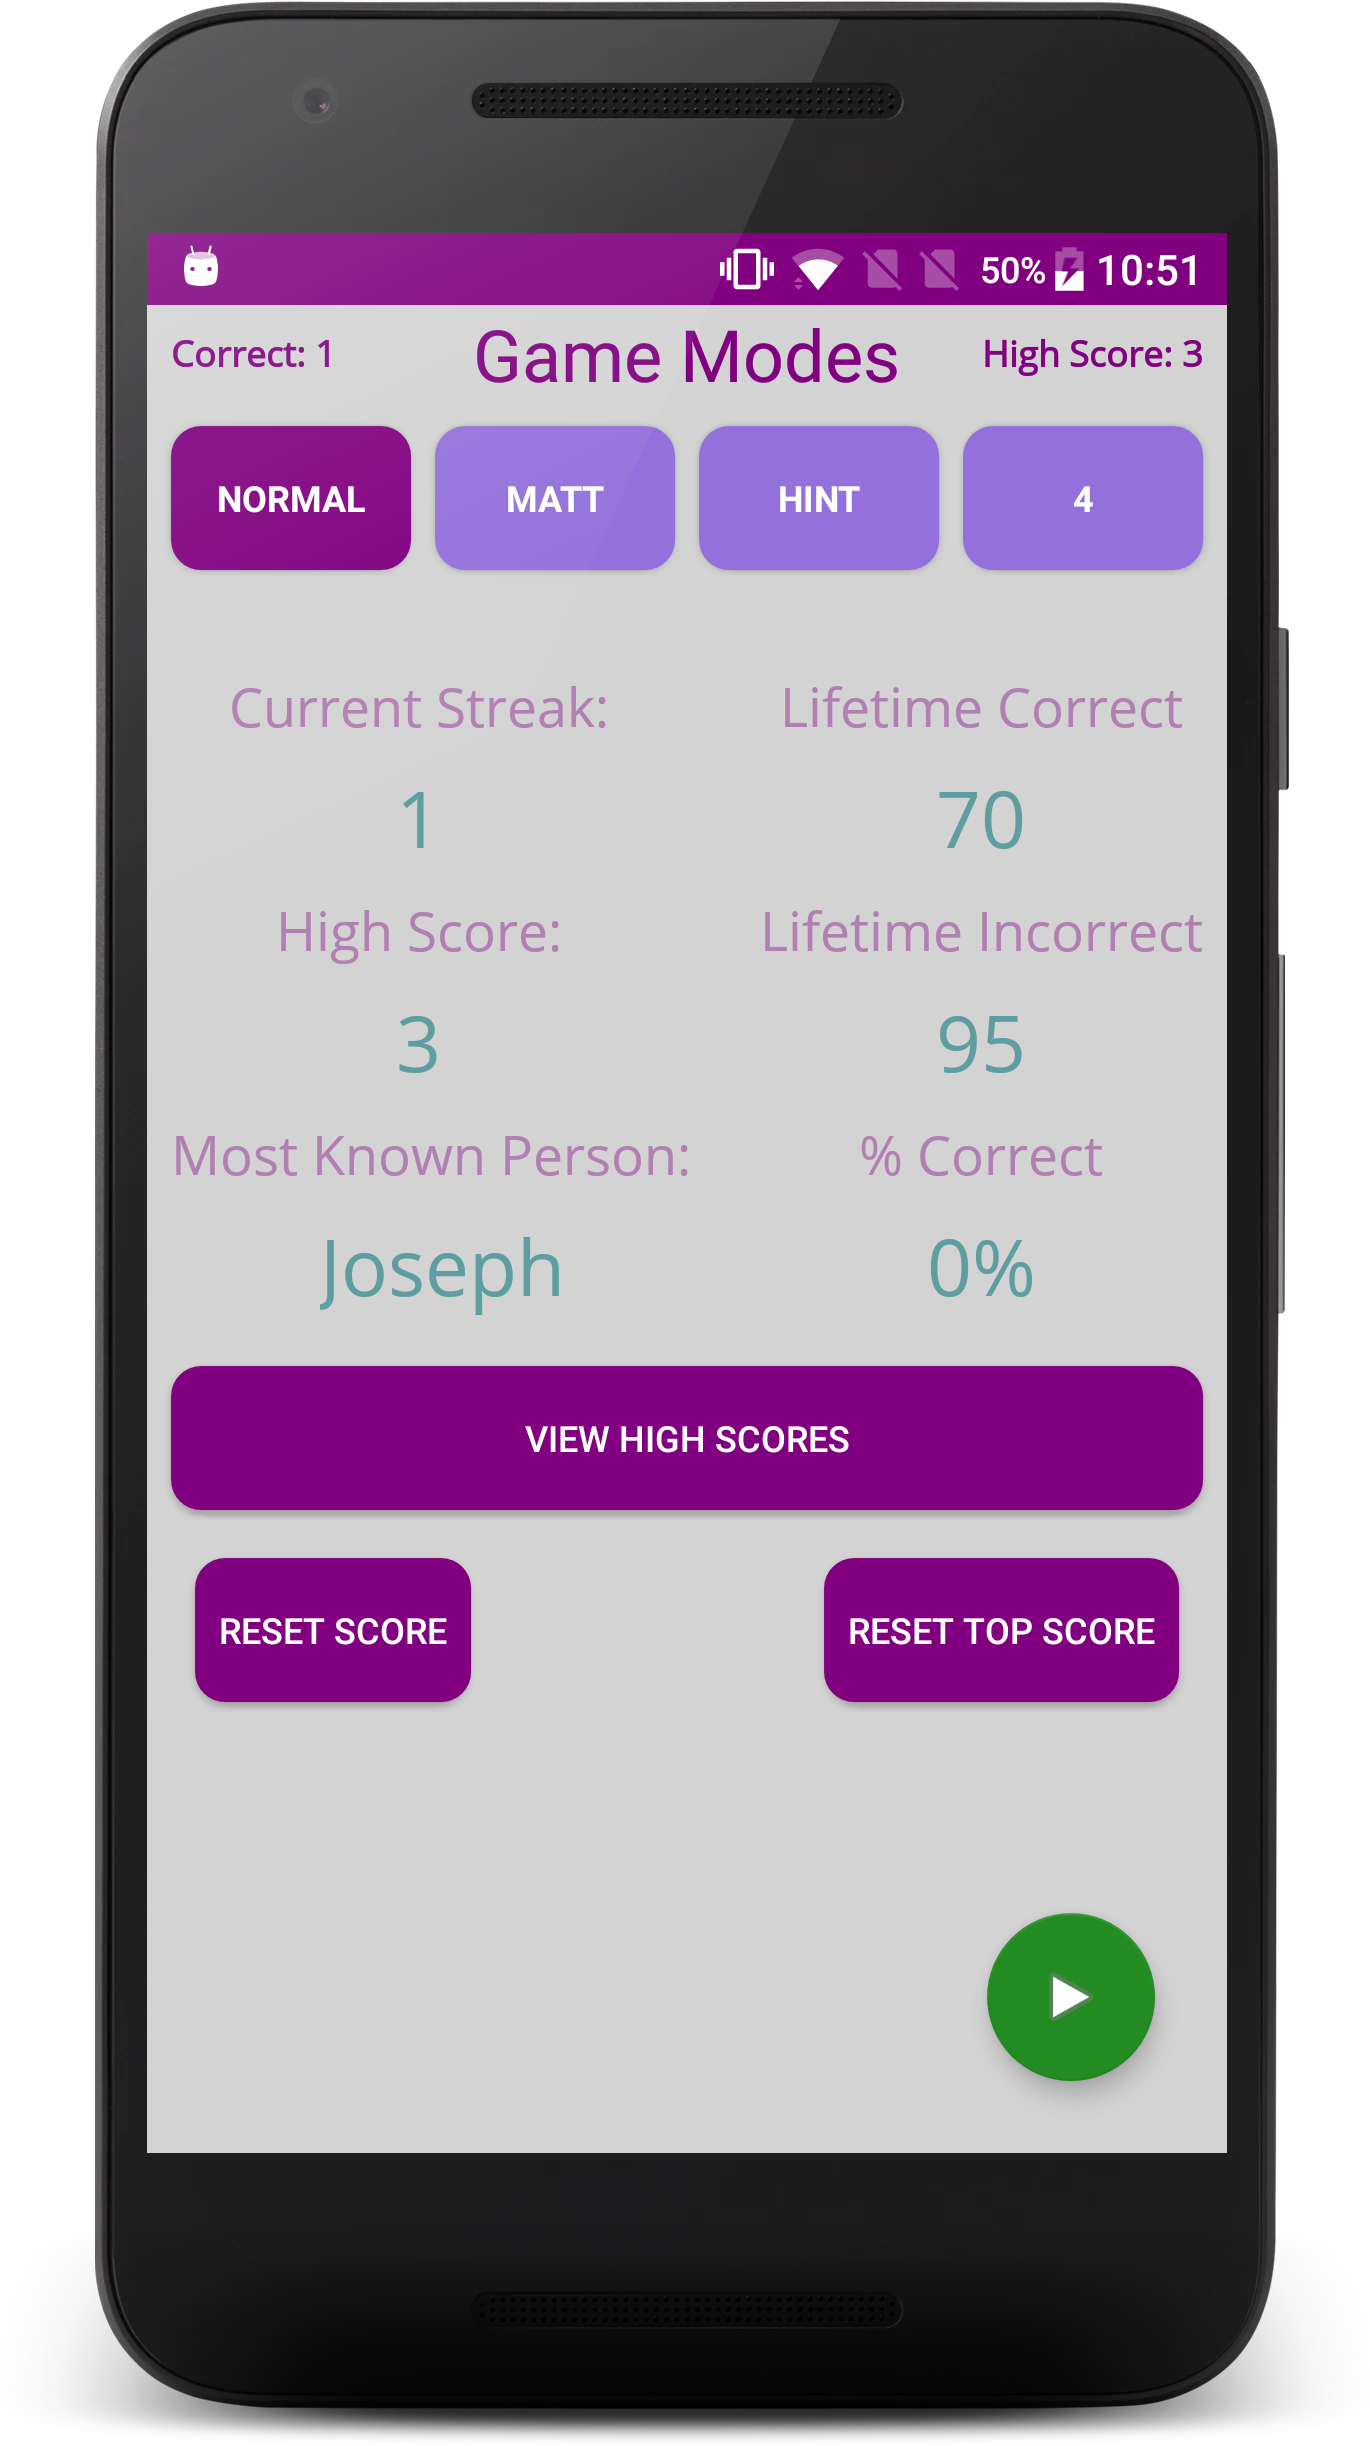 50% 10:51
Correct: 1 Game Modes High Score: 3
NORMAL MATT HINT 4
Current Streak: Lifetime Correct
1 70
High Score: Lifetime Incorrect
3 95
Most Known Person: % Correct
Joseph 0%
VIEW HIGH SCORES
RESET SCORE RESET TOP SCORE